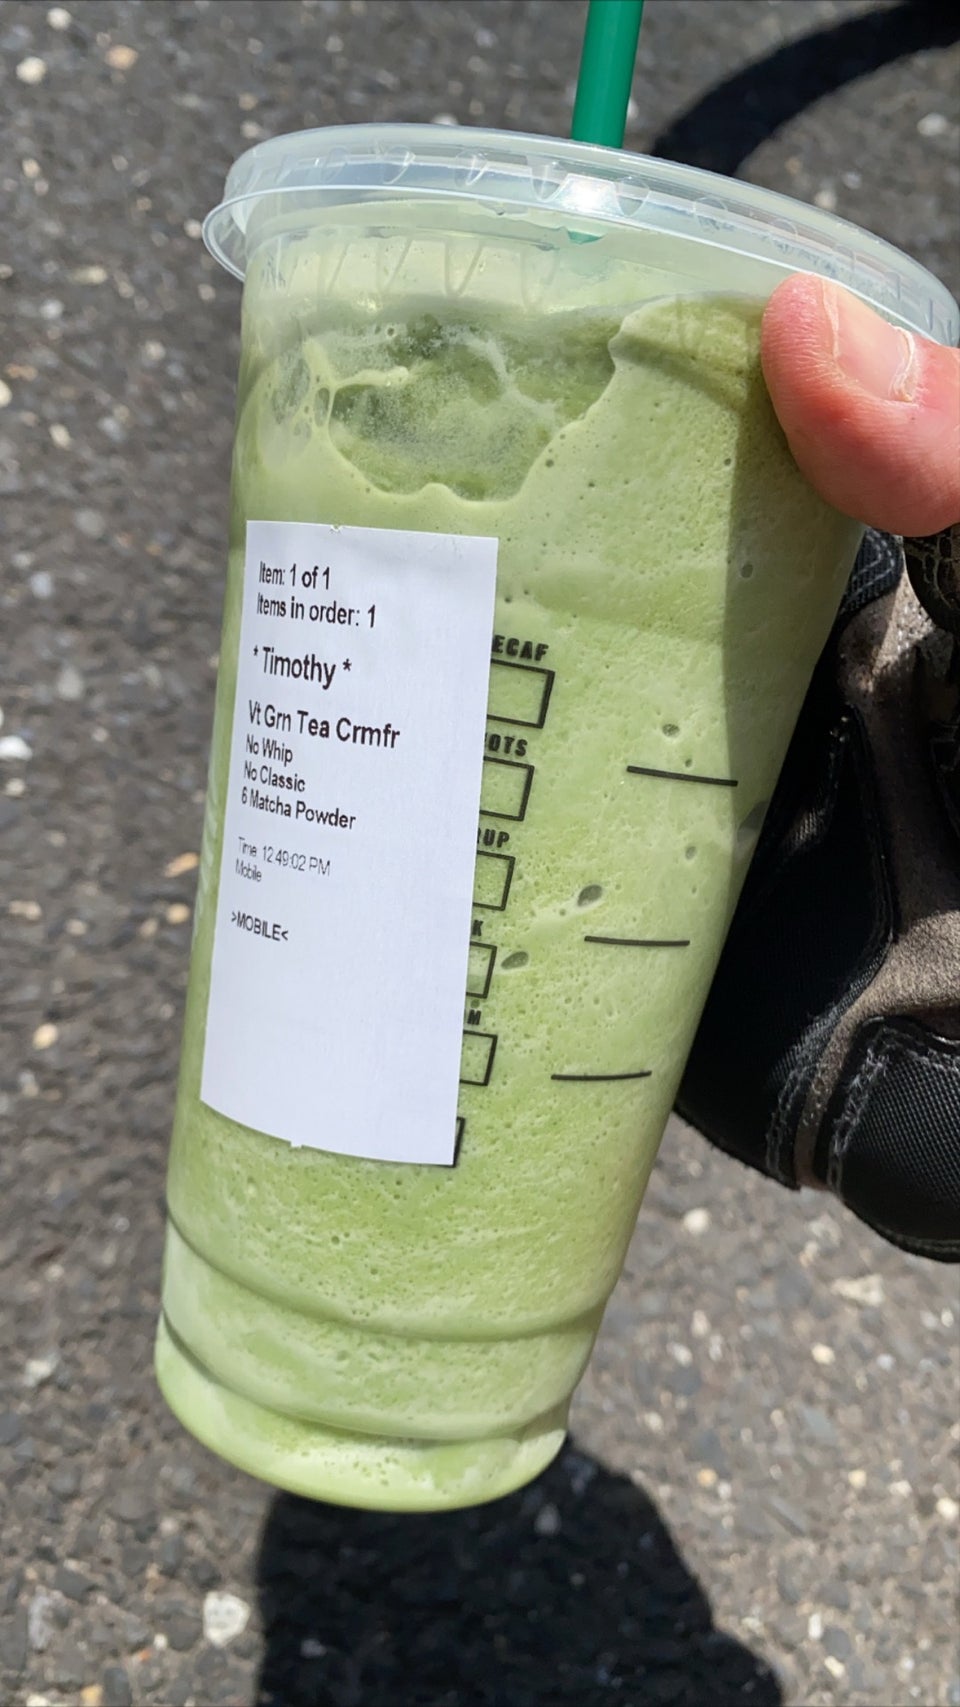 Item: 1 of 1
Items in order: 1
* Timothy *
Vt Grn Tea Crmfr
No Whip
No Classic
6 Matcha Powder
Time: 12:49:02 PM
Mobile
>MOBILE<
ECAF
OTS
UP
K
M